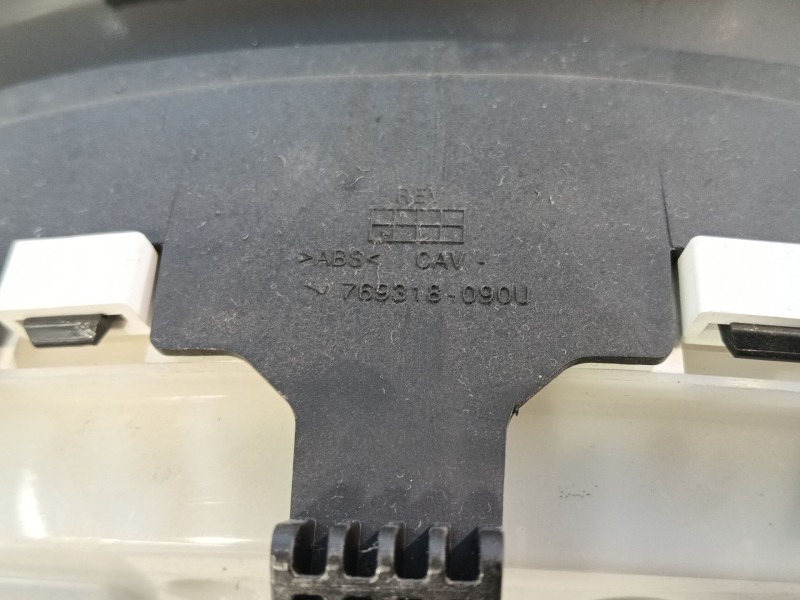 REV
>ABS< CAV -
769318-090U